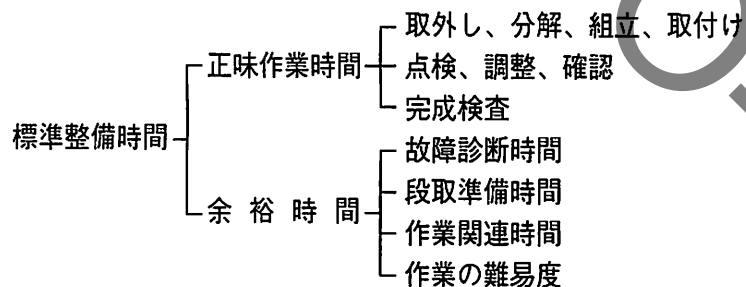 取外し、分解、組立、取付け
正味作業時間
点検、調整、確認
完成検査
標準整備時間
故障診断時間
段取準備時間
余裕時間
作業関連時間
作業の難易度